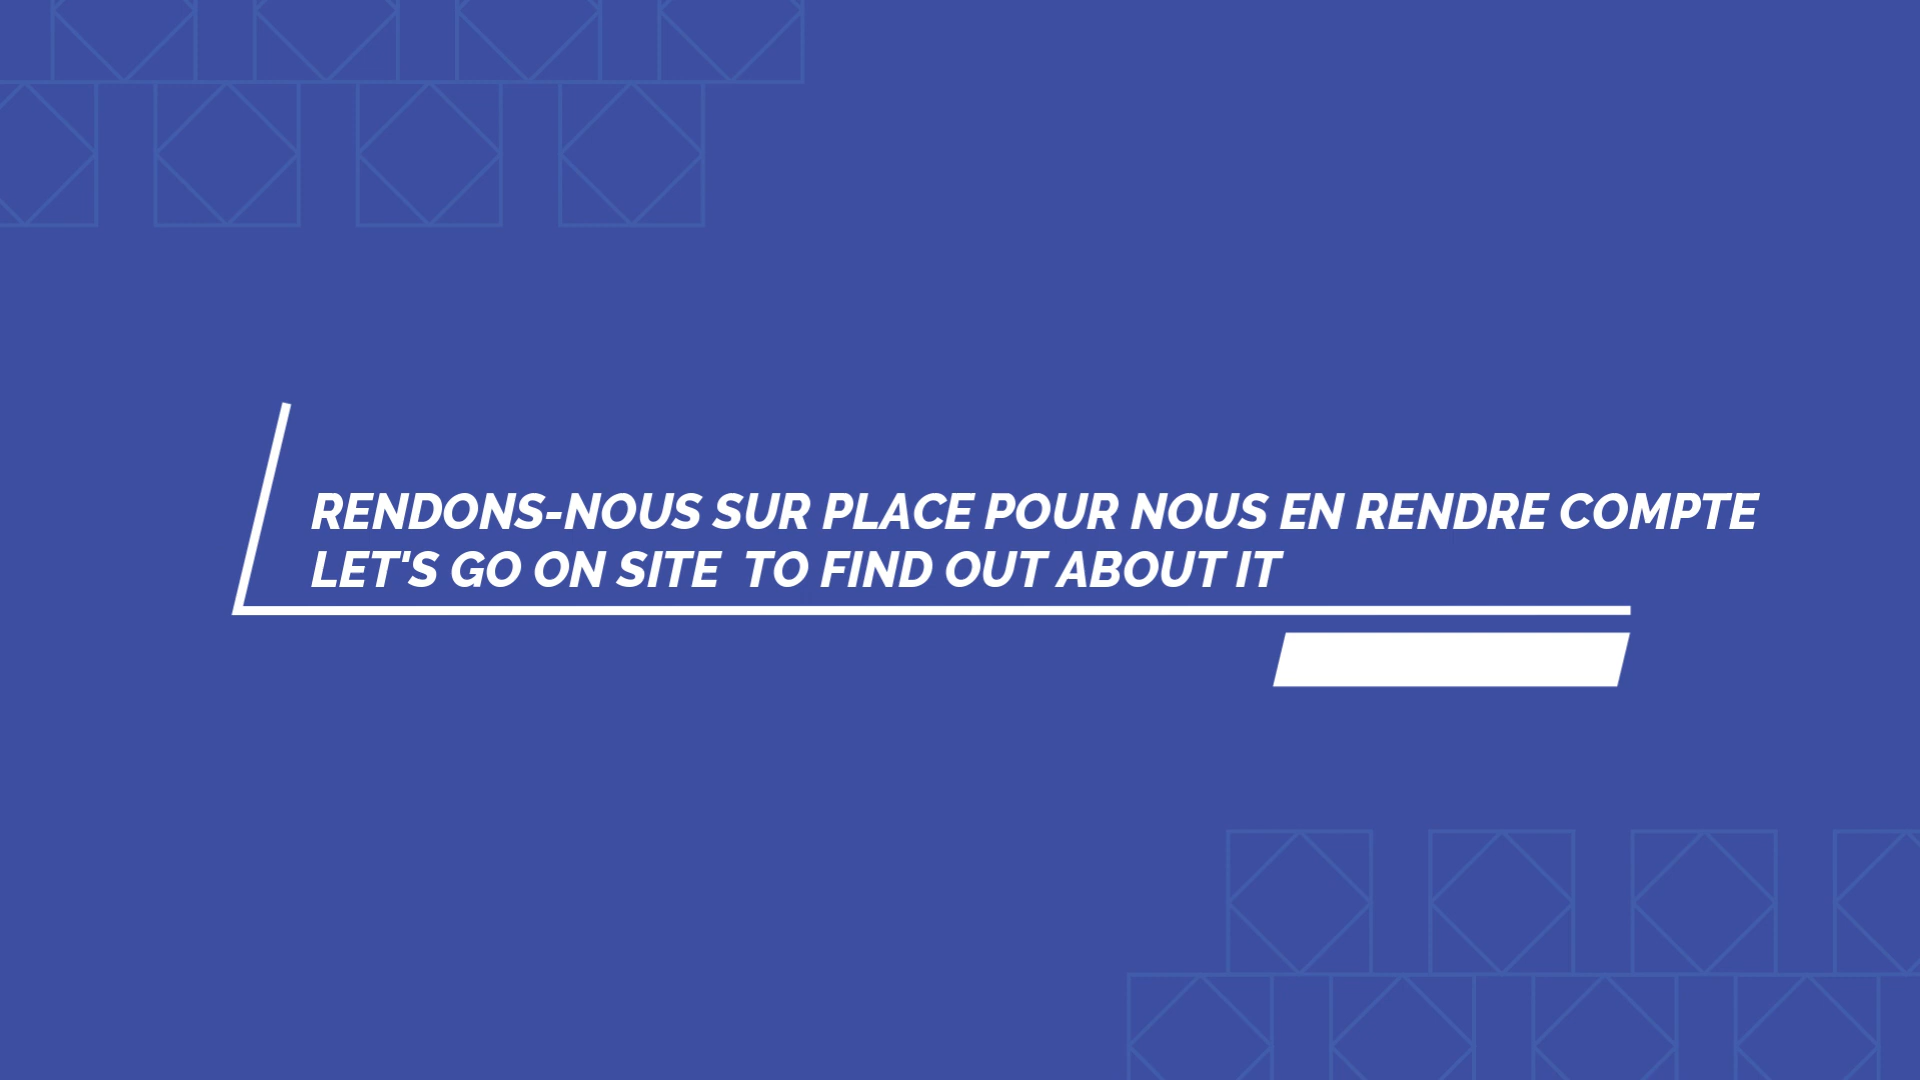 RENDONS-NOUS SUR PLACE POUR NOUS EN RENDRE COMPTE
LET'S GO ON SITE  TO FIND OUT ABOUT IT